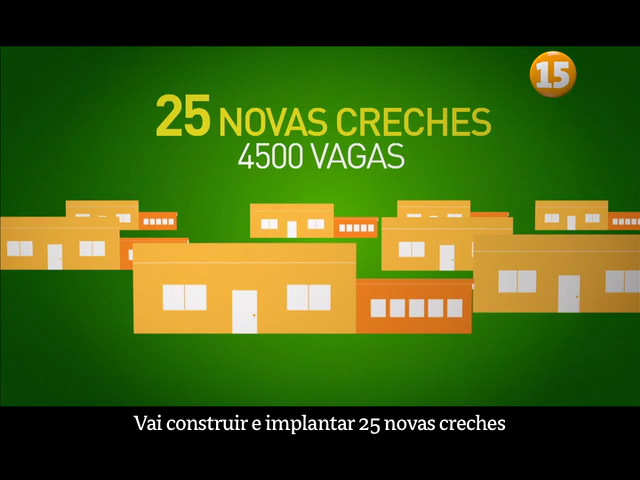 15
25 NOVAS CRECHES
4500 VAGAS
Vai construir e implantar 25 novas creches